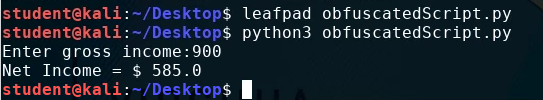 student@kali:~/Desktop$ leafpad obfuscatedScript.py
student@kali:~/Desktop$ python3 obfuscatedScript.py
Enter gross income:900
Net Income = $ 585.0
student@kali:~/Desktop$